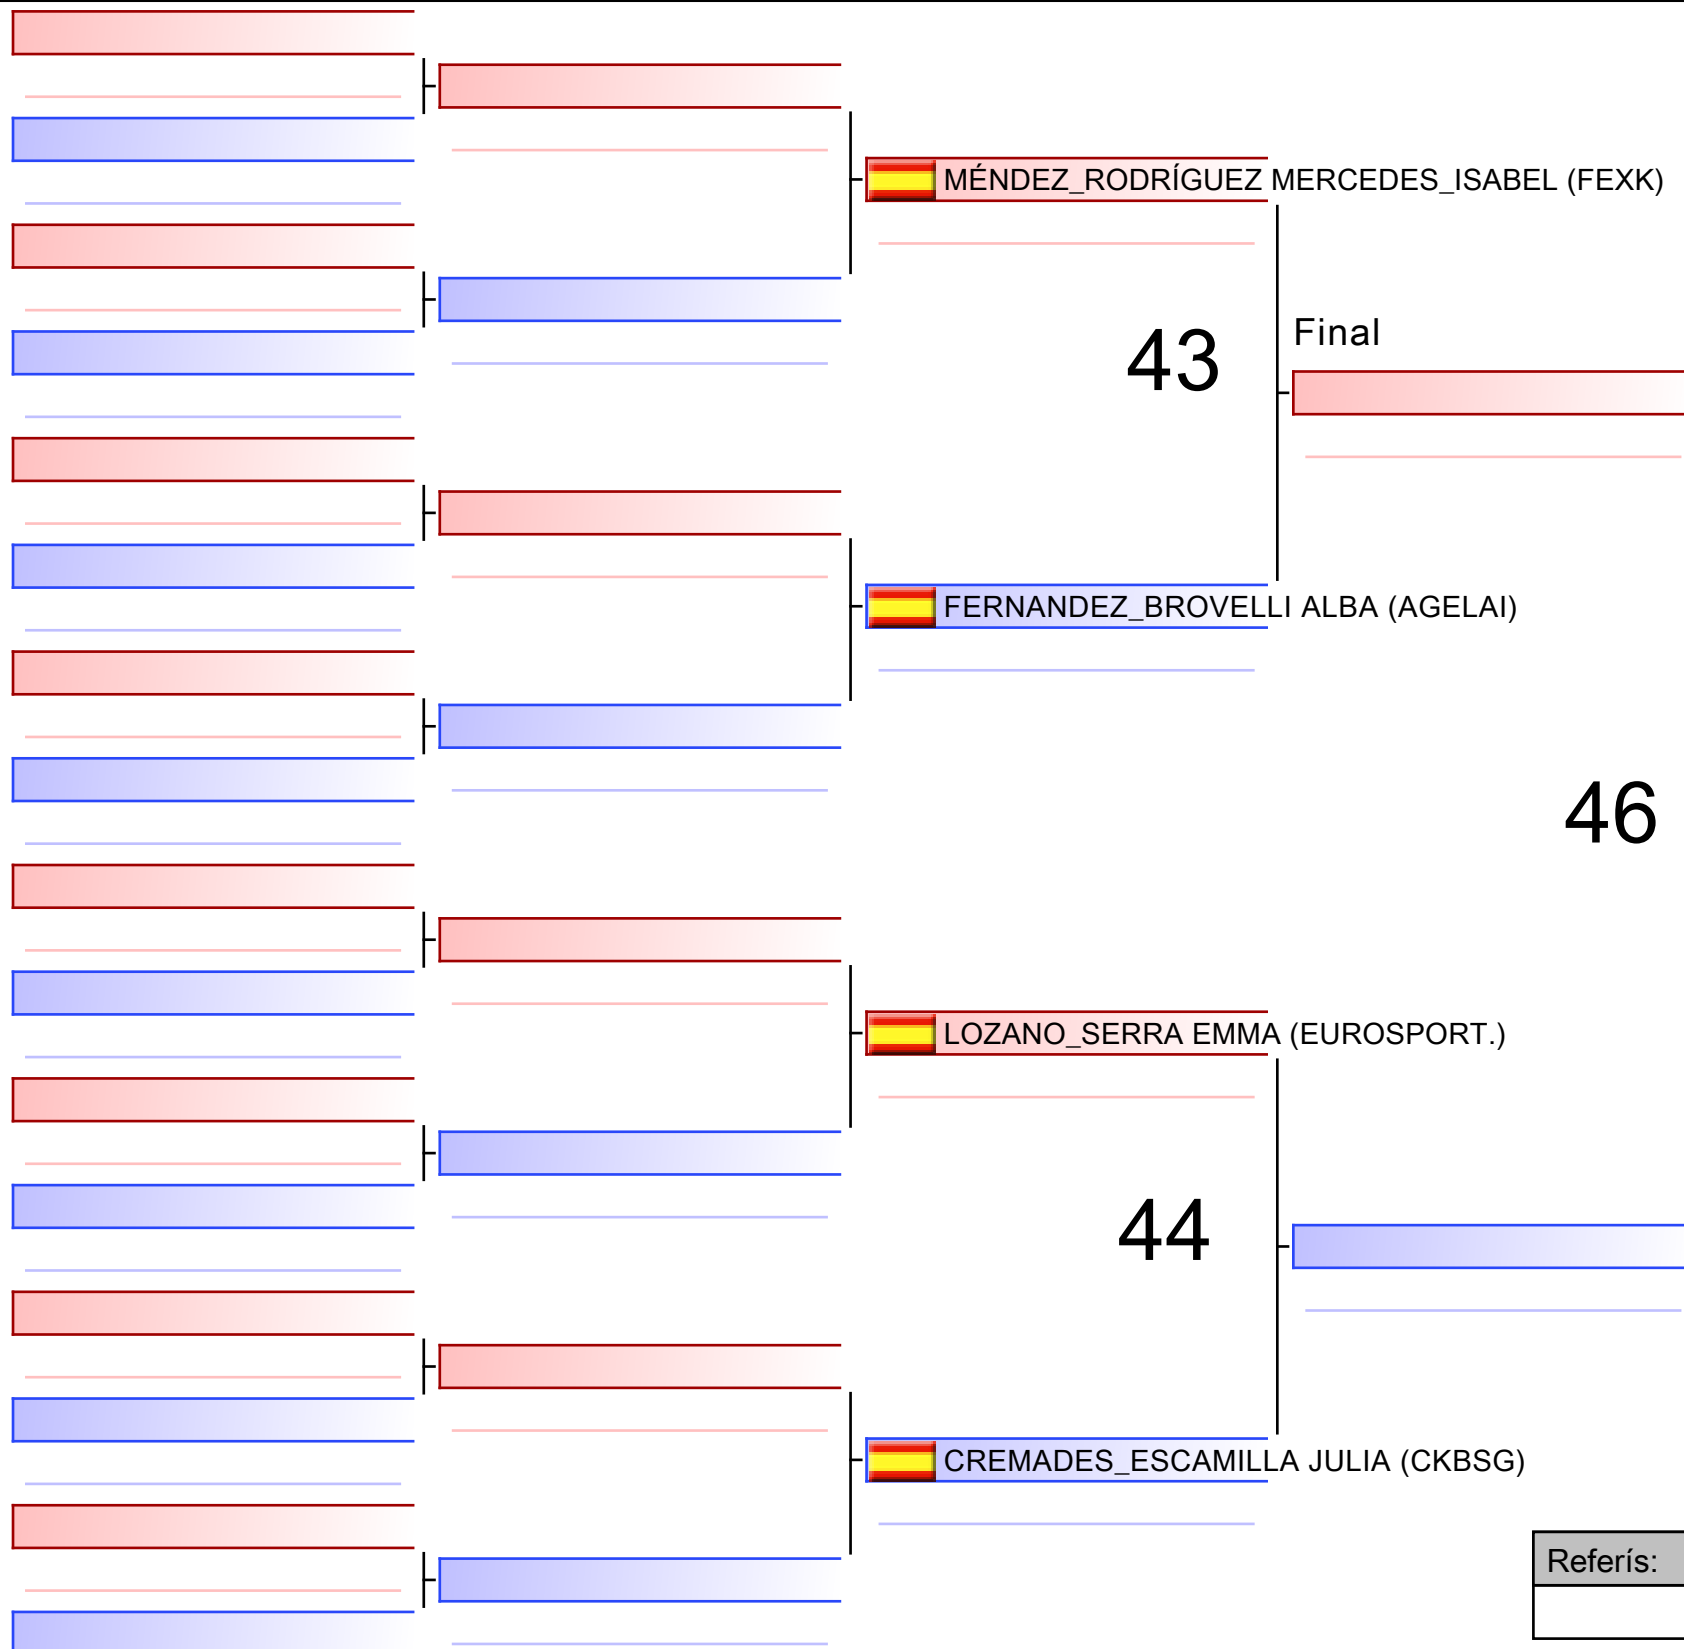 MÉNDEZ_RODRÍGUEZ MERCEDES_ISABEL (FEXK)
Final
43
FERNANDEZ_BROVELLI ALBA (AGELAI)
46
LOZANO_SERRA EMMA (EUROSPORT.)
44
CREMADES_ESCAMILLA JULIA (CKBSG)
Referís: